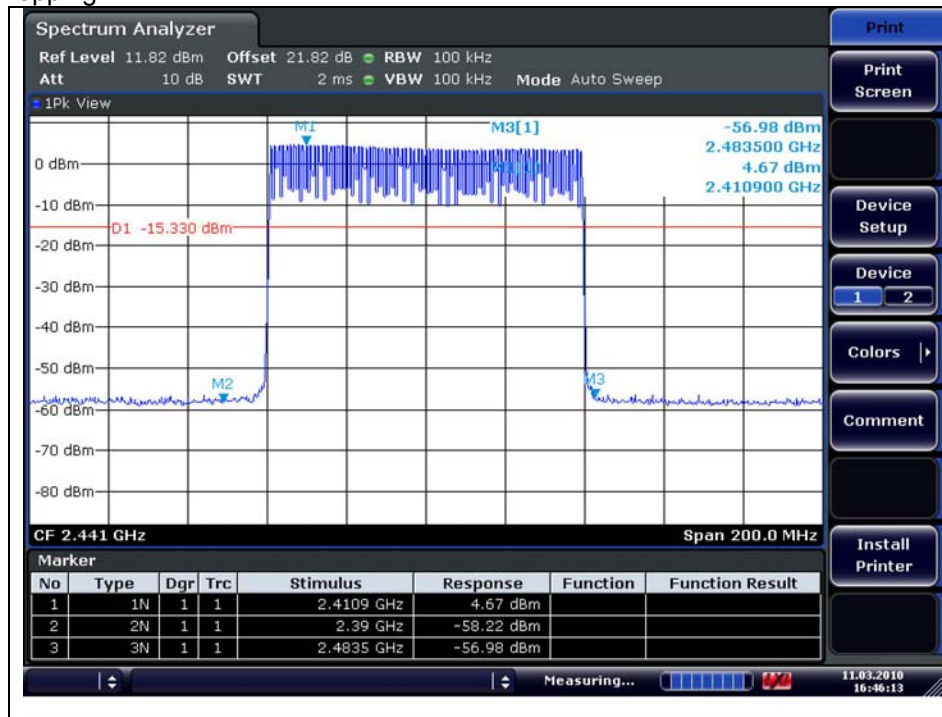 Spectrum Analyzer
Ref Level 11.82 dBm Offset 21.82 dB RBW 100 kHz
Att 10 dB SWT 2 ms VBW 100 kHz Mode Auto Sweep
1Pk View
M1
M3[1] -56.98 dBm
2.483500 GHz
4.67 dBm
2.410900 GHz
0 dBm
-10 dBm
D1 -15.330 dBm
-20 dBm
-30 dBm
-40 dBm
-50 dBm
M2
M3
-60 dBm
-70 dBm
-80 dBm
CF 2.441 GHz Span 200.0 MHz
Marker
No Type Dgr Trc Stimulus Response Function Function Result
1 1N 1 1 2.4109 GHz 4.67 dBm
2 2N 1 1 2.39 GHz -58.22 dBm
3 3N 1 1 2.4835 GHz -56.98 dBm
Measuring...
11.03.2010
16:46:13
Print
Print
Screen
Device
Setup
Device
1 2
Colors
Comment
Install
Printer